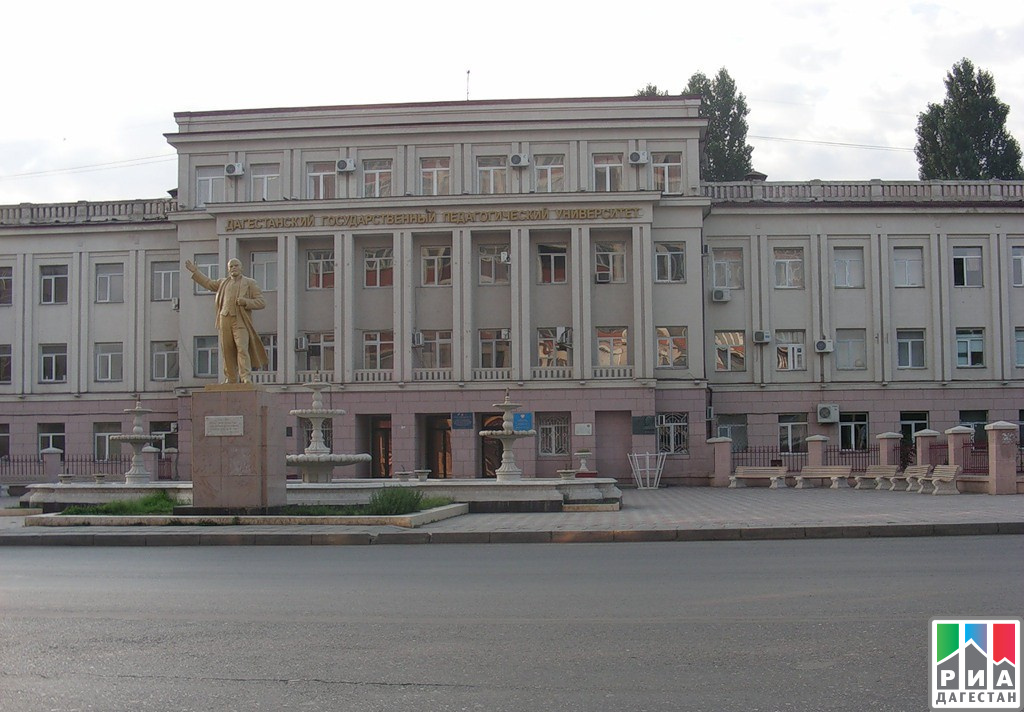 ДАГЕСТАНСКИЙ ГОСУДАРСТВЕННЫЙ ПЕДАГОГИЧЕСКИЙ УНИВЕРСИТЕТ
РИА
ДАГЕСТАН